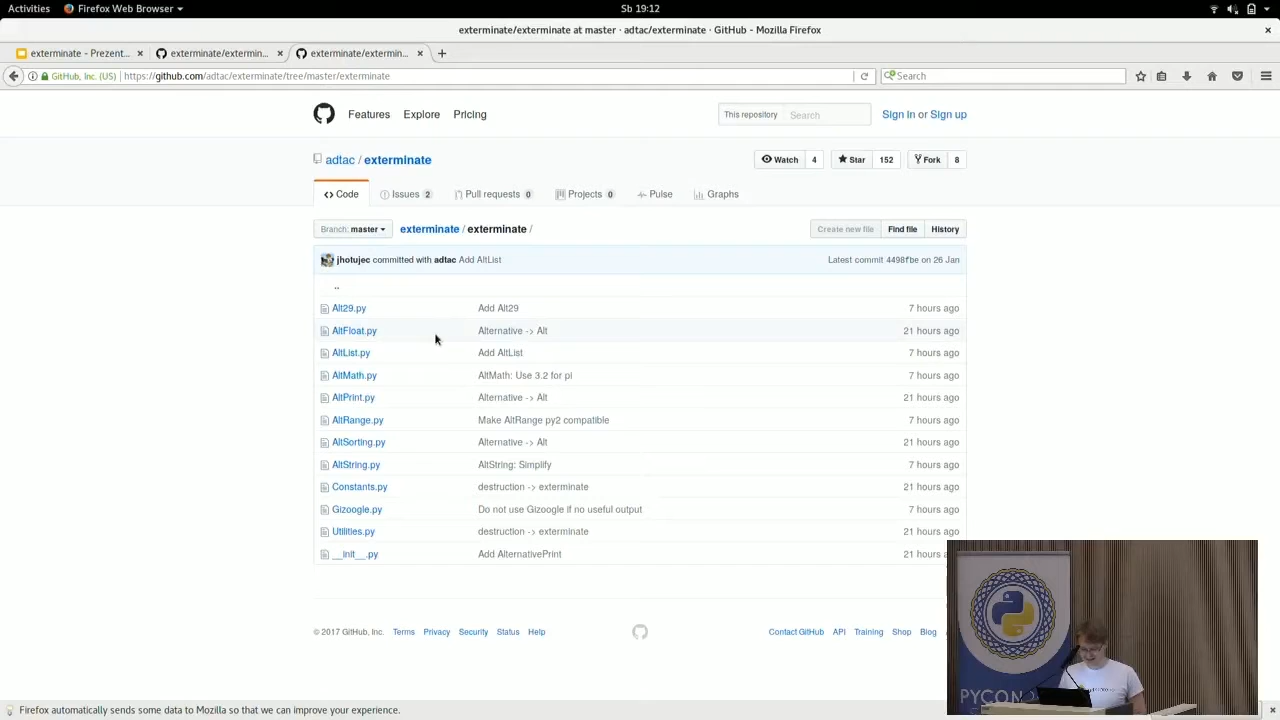 Activities Firefox Web Browser Sb 19:12
exterminate/exterminate at master · adtac/exterminate · GitHub - Mozilla Firefox
exterminate - Prezent... exterminate/extermin... exterminate/extermin...
GitHub, Inc. (US) https://github.com/adtac/exterminate/tree/master/exterminate Search
Features Explore Pricing This repository Search Sign in or Sign up
adtac / exterminate Watch 4 Star 152 Fork 8
Code Issues 2 Pull requests 0 Projects 0 Pulse Graphs
Branch: master exterminate / exterminate / Create new file Find file History
jhotujec committed with adtac Add AltList Latest commit 4498fbe on 26 Jan
..
Alt29.py Add Alt29 7 hours ago
AltFloat.py Alternative -> Alt 21 hours ago
AltList.py Add AltList 7 hours ago
AltMath.py AltMath: Use 3.2 for pi 7 hours ago
AltPrint.py Alternative -> Alt 21 hours ago
AltRange.py Make AltRange py2 compatible 7 hours ago
AltSorting.py Alternative -> Alt 21 hours ago
AltString.py AltString: Simplify 7 hours ago
Constants.py destruction -> exterminate 21 hours ago
Gizoogle.py Do not use Gizoogle if no useful output 7 hours ago
Utilities.py destruction -> exterminate 21 hours ago
__init__.py Add AlternativePrint 21 hours
© 2017 GitHub, Inc. Terms Privacy Security Status Help Contact GitHub API Training Shop Blog
PYCON
Firefox automatically sends some data to Mozilla so that we can improve your experience.